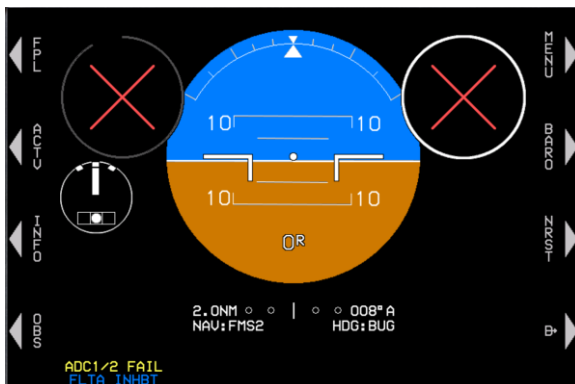 FPL
MENU
10 10
ACTV
BARO
10 10
INFO
NRST
0R
2.0NM 008° A
NAV:FMS2 HDG:BUG
OBS
ADC1/2 FAIL
FLTA INHBT